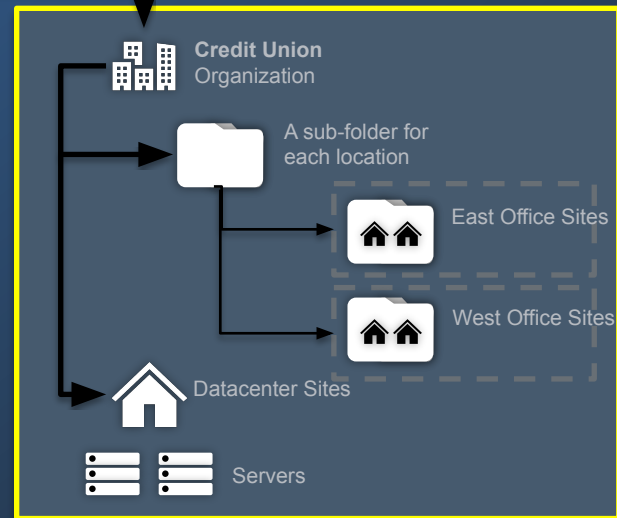 Credit Union
Organization
A sub-folder for
each location
East Office Sites
West Office Sites
Datacenter Sites
Servers